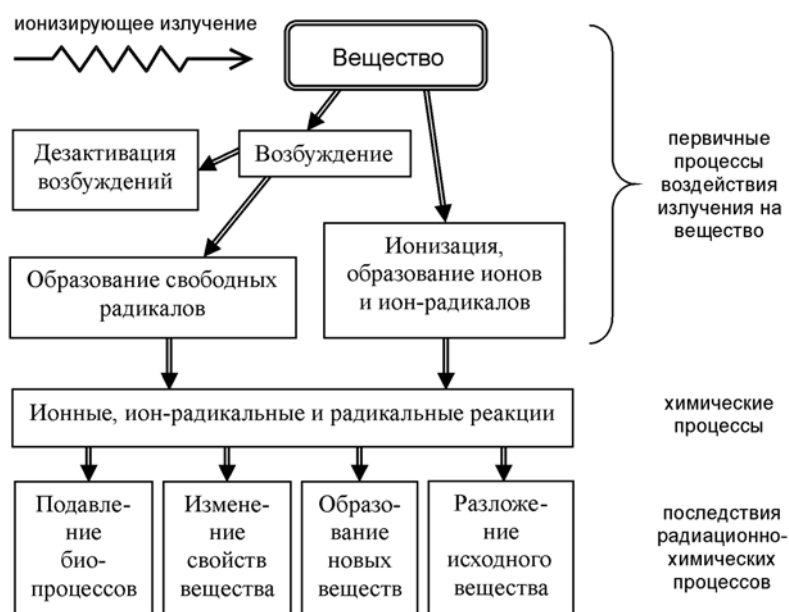 ионизирующее излучение
Вещество
Дезактивация
возбуждений
Возбуждение
первичные
процессы
воздействия
излучения на
вещество
Образование свободных
радикалов
Ионизация,
образование ионов
и ион-радикалов
Ионные, ион-радикальные и радикальные реакции
химические
процессы
Подавле-
ние
био-
процессов
Измене-
ние
свойств
вещества
Образо-
вание
новых
веществ
Разложе-
ние
исходного
вещества
последствия
радиационно-
химических
процессов